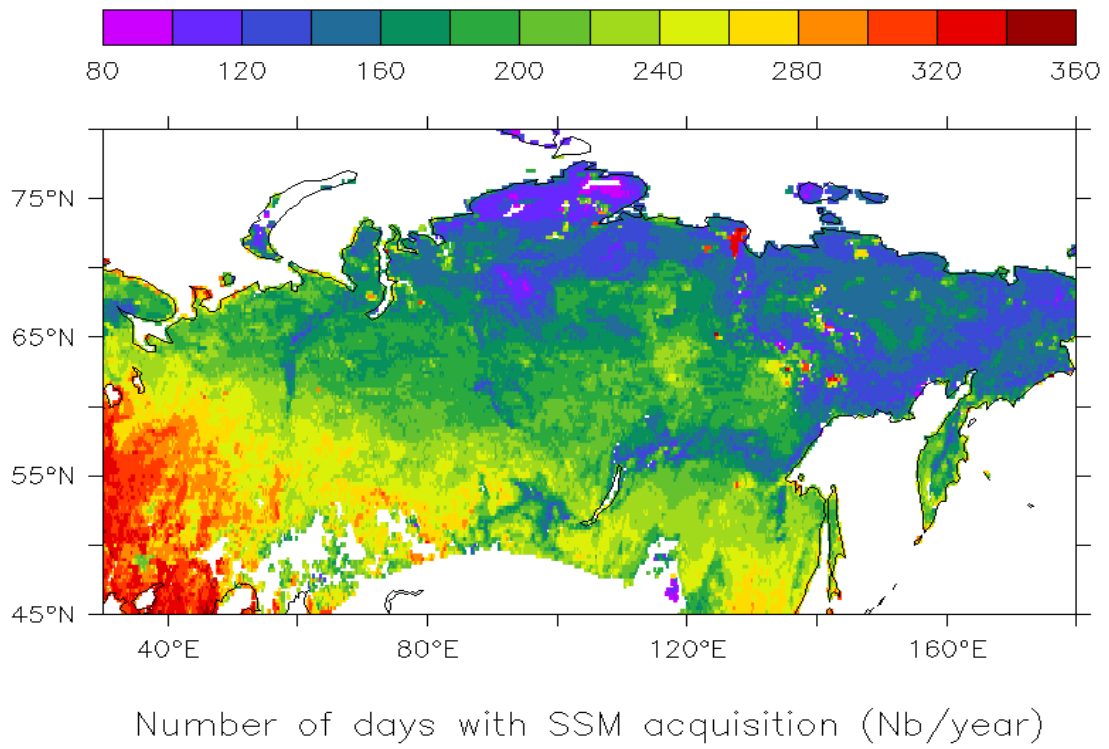 80 120 160 200 240 280 320 360
75°N
65°N
55°N
45°N
40°E 80°E 120°E 160°E
Number of days with SSM acquisition (Nb/year)